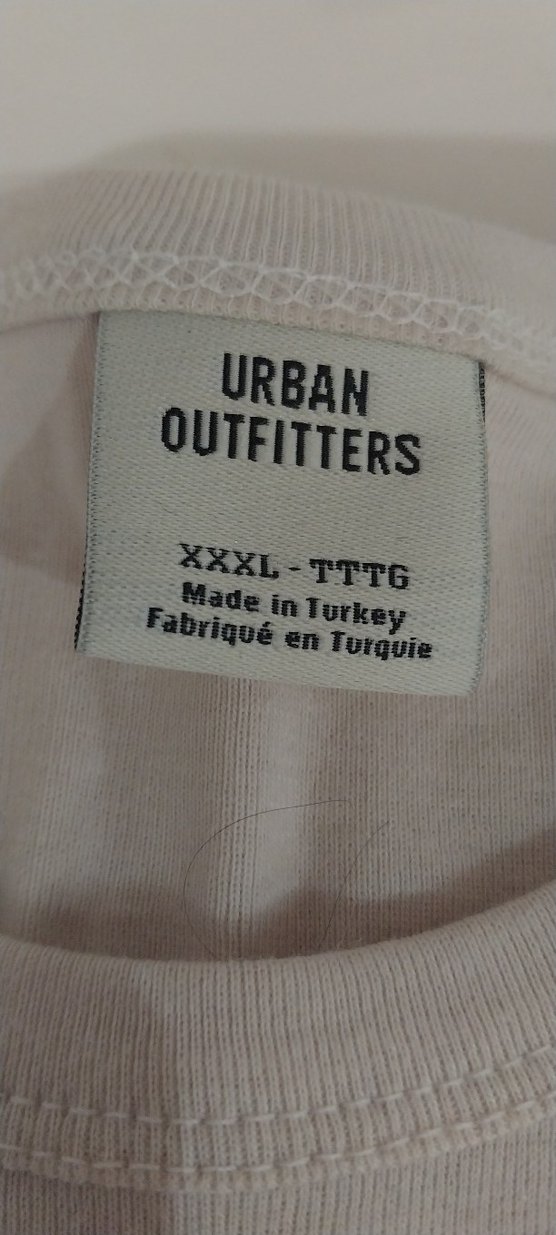 URBAN
OUTFITTERS
XXXL - TTTG
Made in Turkey
Fabriqué en Turquie